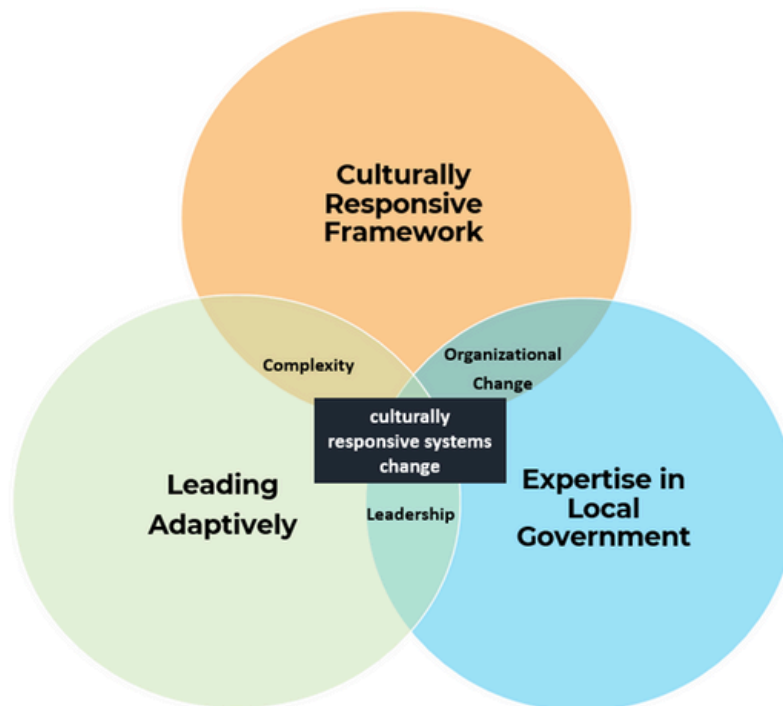 Culturally
Responsive
Framework
Complexity
Organizational
Change
culturally
responsive systems
change
Leading
Adaptively
Expertise in
Local
Government
Leadership